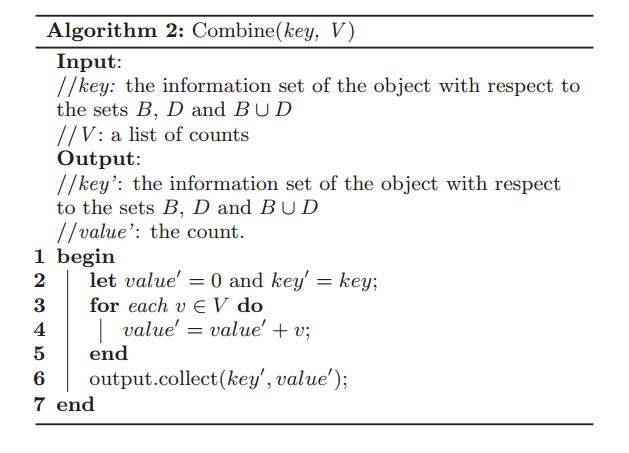 Algorithm 2: Combine(key, V)
Input:
//key: the information set of the object with respect to
the sets B, D and B ∪ D
//V: a list of counts
Output:
//key’: the information set of the object with respect
to the sets B, D and B ∪ D
//value’: the count.
1 begin
2 let value′ = 0 and key′ = key;
3 for each v ∈ V do
4 value′ = value′ + v;
5 end
6 output.collect(key′, value′);
7 end